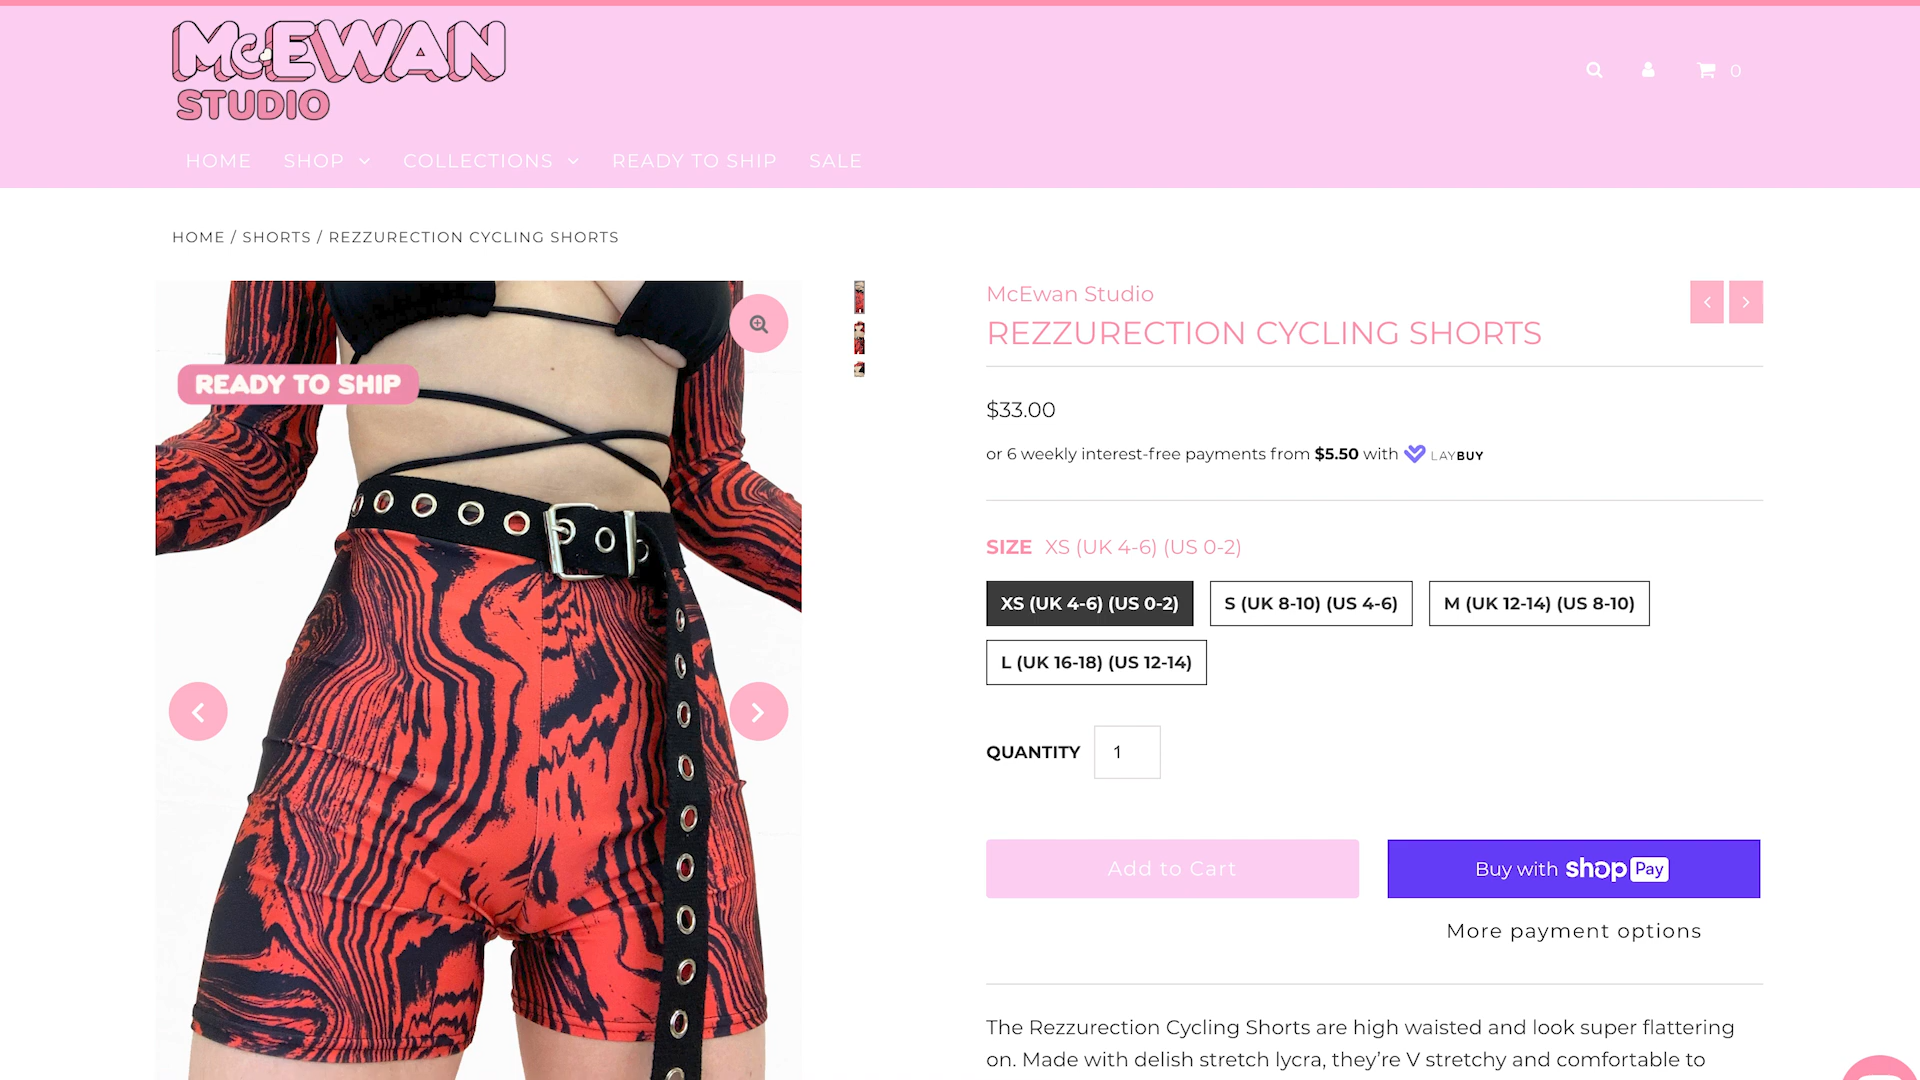 McEWAN
STUDIO
0
HOME SHOP COLLECTIONS READY TO SHIP SALE
HOME / SHORTS / REZZURECTION CYCLING SHORTS
READY TO SHIP
McEwan Studio
REZZURECTION CYCLING SHORTS
$33.00
or 6 weekly interest-free payments from $5.50 with LAYBUY
SIZE XS (UK 4-6) (US 0-2)
XS (UK 4-6) (US 0-2) S (UK 8-10) (US 4-6) M (UK 12-14) (US 8-10)
L (UK 16-18) (US 12-14)
QUANTITY 1
Add to Cart Buy with shop Pay
More payment options
The Rezzurection Cycling Shorts are high waisted and look super flattering
on. Made with delish stretch lycra, they’re V stretchy and comfortable to